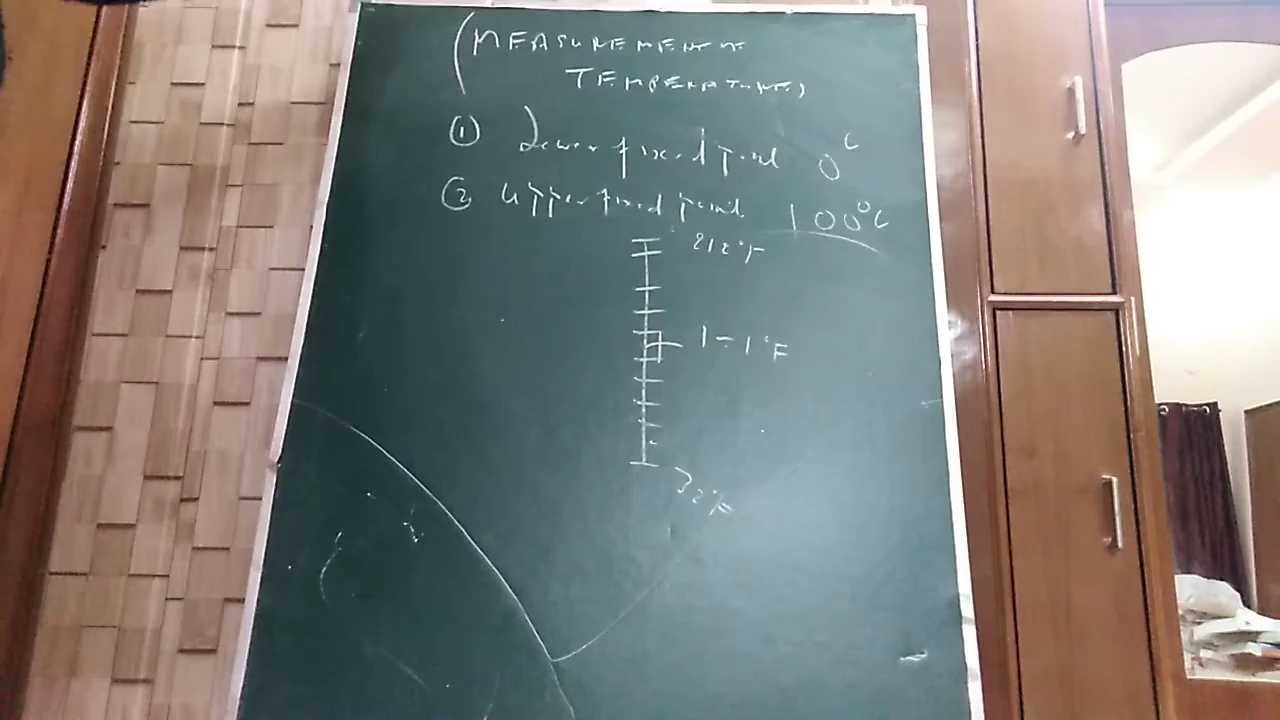 (MEASUREMENT OF
TEMPERATURE)
① Lower fixed point 0°C
② Upper fixed point 100°C
212°F
1 = 1°F
32°F